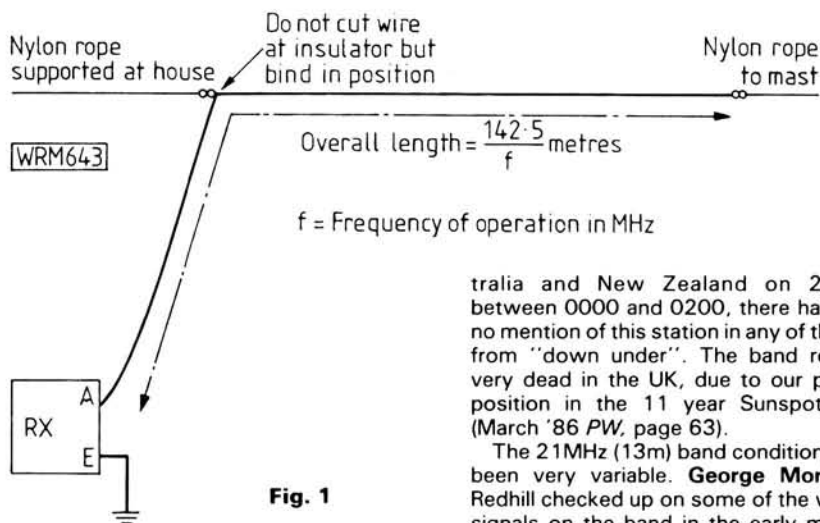 Nylon rope
supported at house
Do not cut wire
at insulator but
bind in position
Nylon rope
to mast
WRM643
Overall length = 142·5
f
metres
f = Frequency of operation in MHz
A
RX
E
Fig. 1
tralia and New Zealand on 2
between 0000 and 0200, there ha
no mention of this station in any of t
from "down under". The band r
very dead in the UK, due to our p
position in the 11 year Sunspot
(March '86 PW, page 63).
The 21MHz (13m) band condition
been very variable. George Mor
Redhill checked up on some of the
signals on the band in the early m